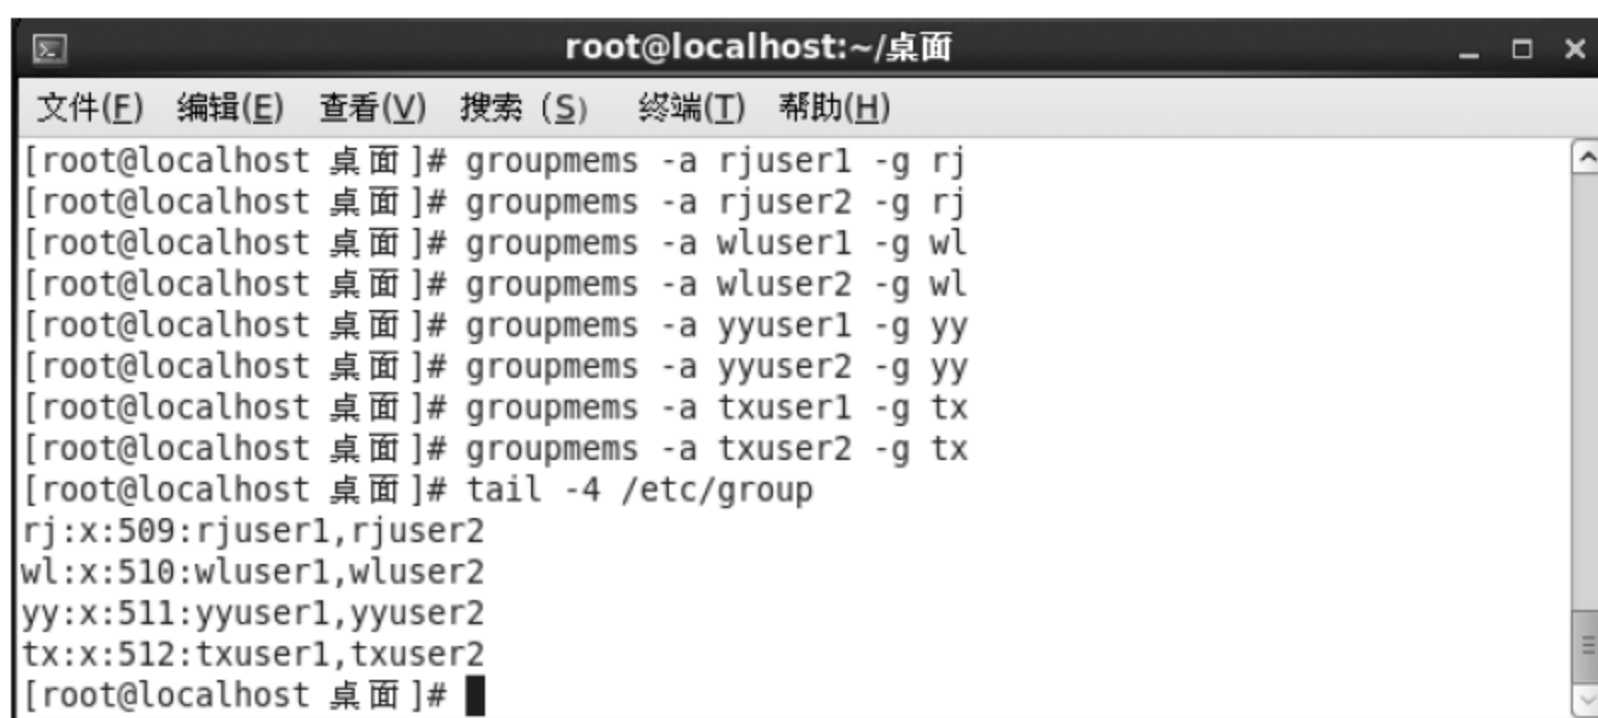 root@localhost:~/桌面
文件(F) 编辑(E) 查看(V) 搜索 (S) 终端(T) 帮助(H)
[root@localhost 桌面]# groupmems -a rjuser1 -g rj
[root@localhost 桌面]# groupmems -a rjuser2 -g rj
[root@localhost 桌面]# groupmems -a wluser1 -g wl
[root@localhost 桌面]# groupmems -a wluser2 -g wl
[root@localhost 桌面]# groupmems -a yyuser1 -g yy
[root@localhost 桌面]# groupmems -a yyuser2 -g yy
[root@localhost 桌面]# groupmems -a txuser1 -g tx
[root@localhost 桌面]# groupmems -a txuser2 -g tx
[root@localhost 桌面]# tail -4 /etc/group
rj:x:509:rjuser1,rjuser2
wl:x:510:wluser1,wluser2
yy:x:511:yyuser1,yyuser2
tx:x:512:txuser1,txuser2
[root@localhost 桌面]#